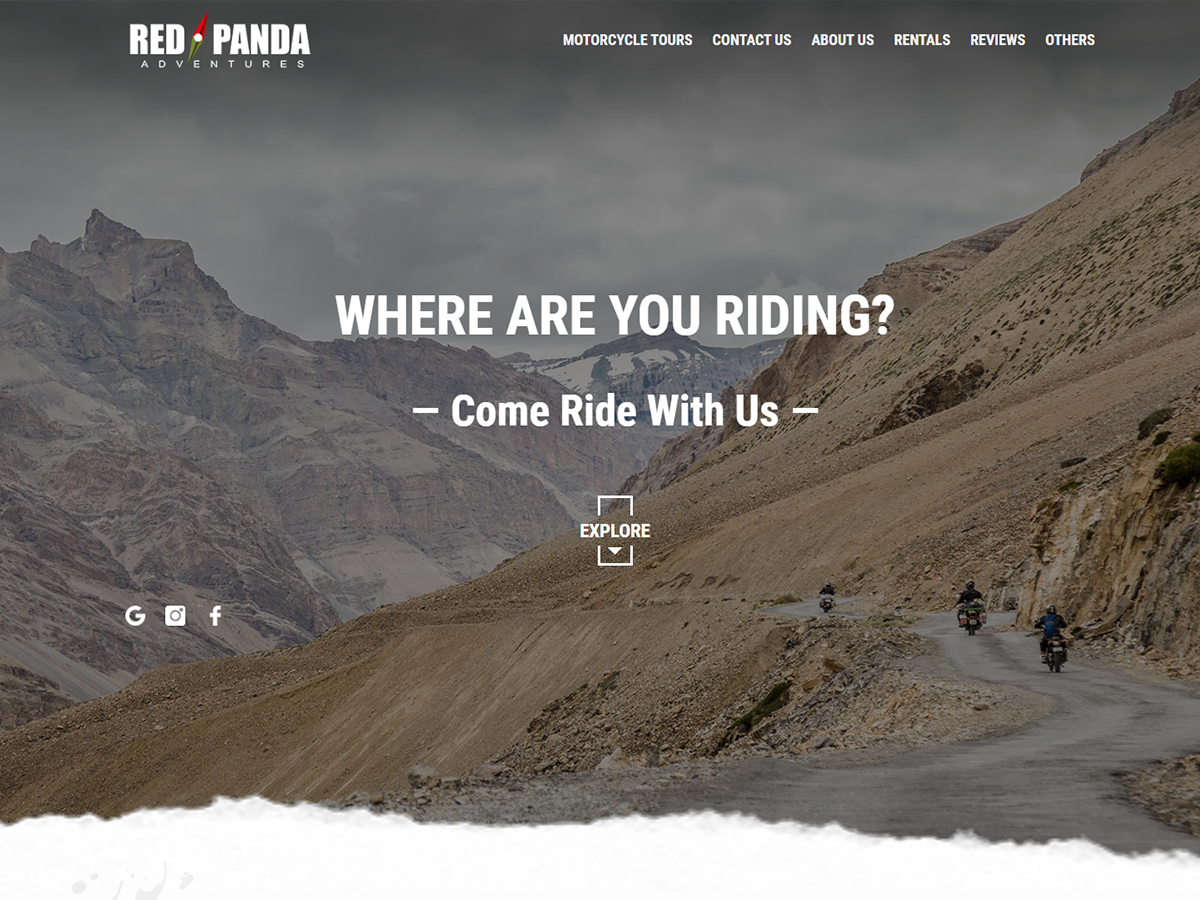 RED PANDA
ADVENTURES
MOTORCYCLE TOURS CONTACT US ABOUT US RENTALS REVIEWS OTHERS
WHERE ARE YOU RIDING?
— Come Ride With Us —
EXPLORE